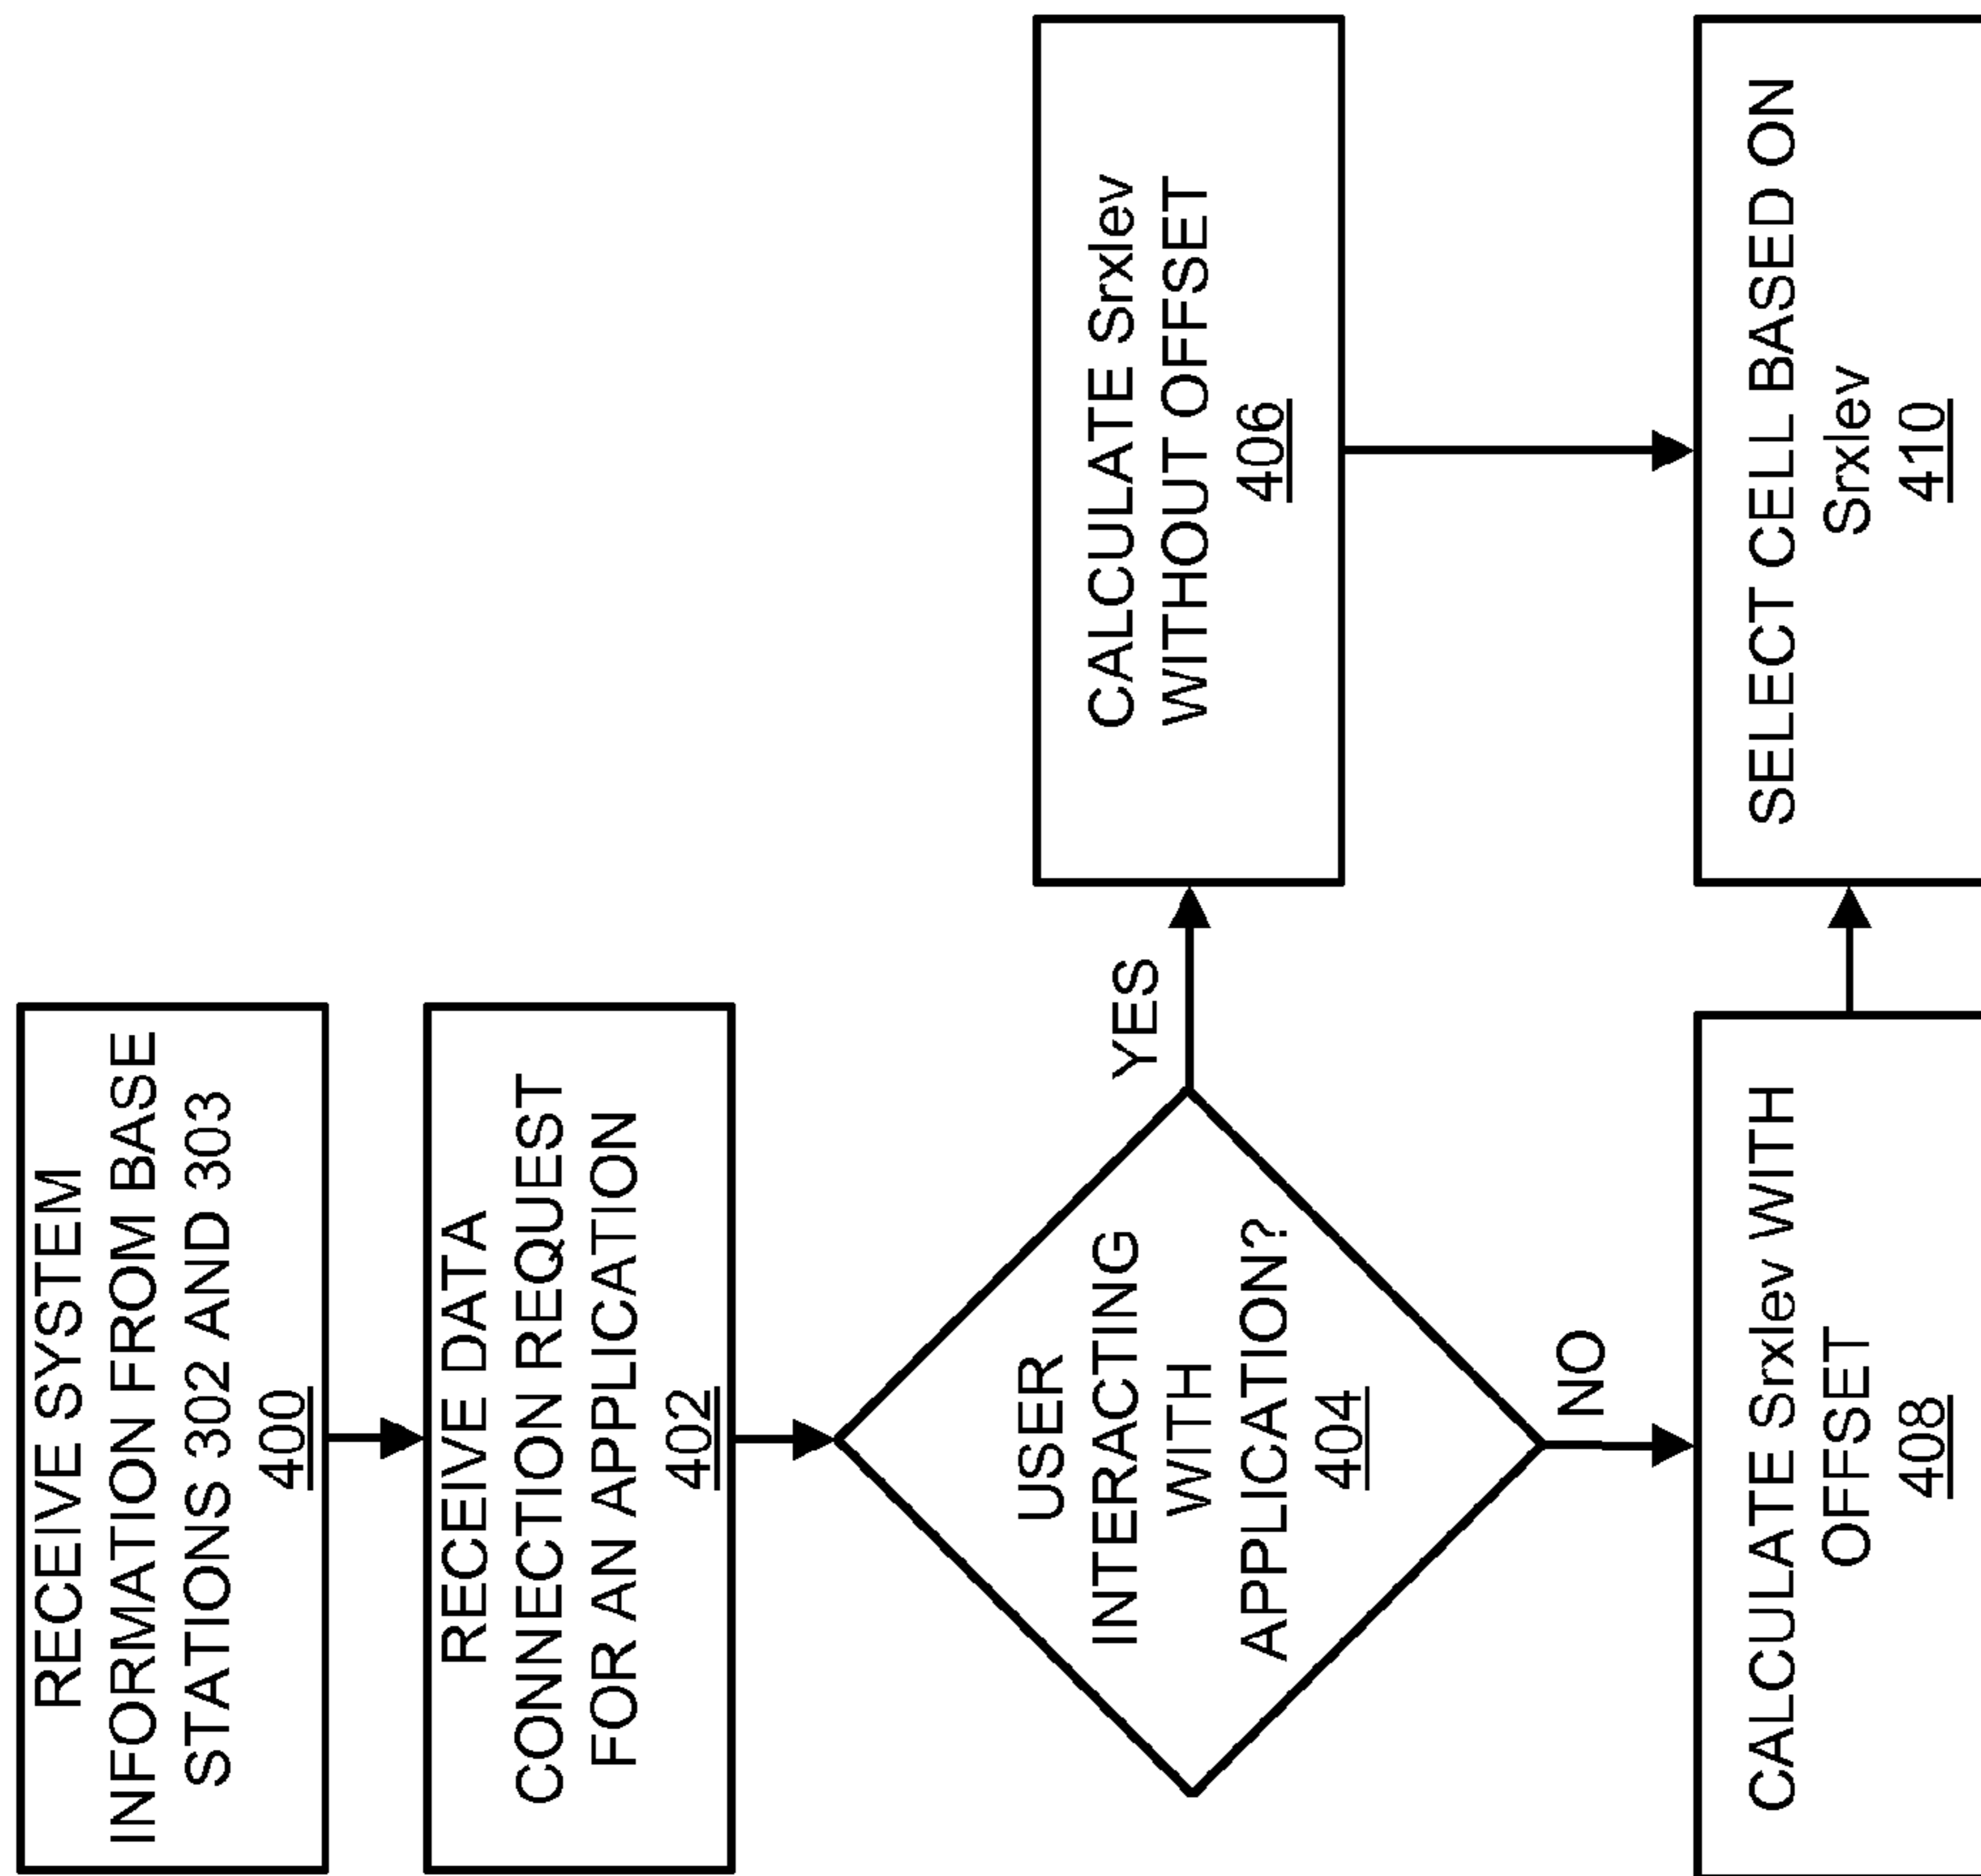 RECEIVE SYSTEM
INFORMATION FROM BASE
STATIONS 302 AND 303
400
RECEIVE DATA
CONNECTION REQUEST
FOR AN APPLICATION
402
USER
INTERACTING
WITH
APPLICATION?
404
YES
CALCULATE Srxlev
WITHOUT OFFSET
406
NO
CALCULATE Srxlev WITH
OFFSET
408
SELECT CELL BASED ON
Srxlev
410